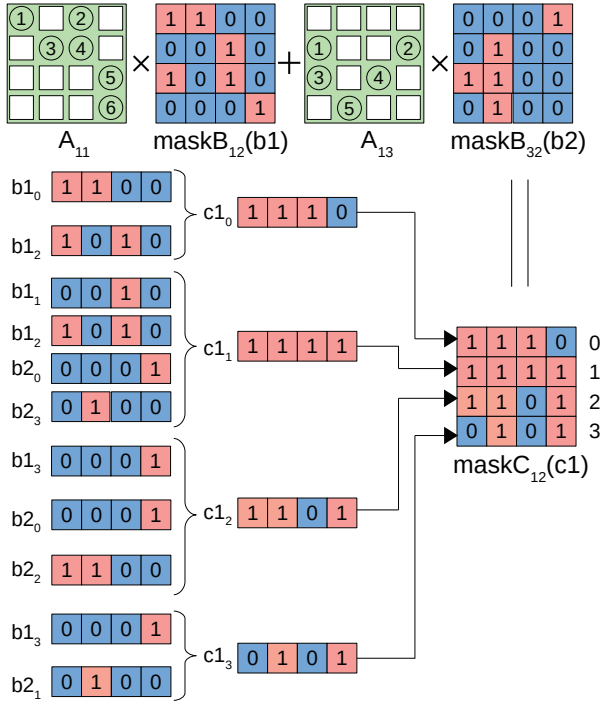 ① ② 1 1 0 0 ① 0 0 0 1
③ ④ × 0 0 1 0 + ① ② × 0 1 0 0
⑤ 1 0 1 0 ③ ④ 1 1 0 0
⑥ 0 0 0 1 ⑤ 0 1 0 0
A11 maskB12(b1) A13 maskB32(b2)
b10 1 1 0 0
c10 1 1 1 0
b12 1 0 1 0
b11 0 0 1 0
b12 1 0 1 0
c11 1 1 1 1
b20 0 0 0 1
b23 0 1 0 0
1 1 1 0 0
1 1 1 1 1
1 1 0 1 2
0 1 0 1 3
maskC12(c1)
b13 0 0 0 1
b20 0 0 0 1
c12 1 1 0 1
b22 1 1 0 0
b13 0 0 0 1
c13 0 1 0 1
b21 0 1 0 0